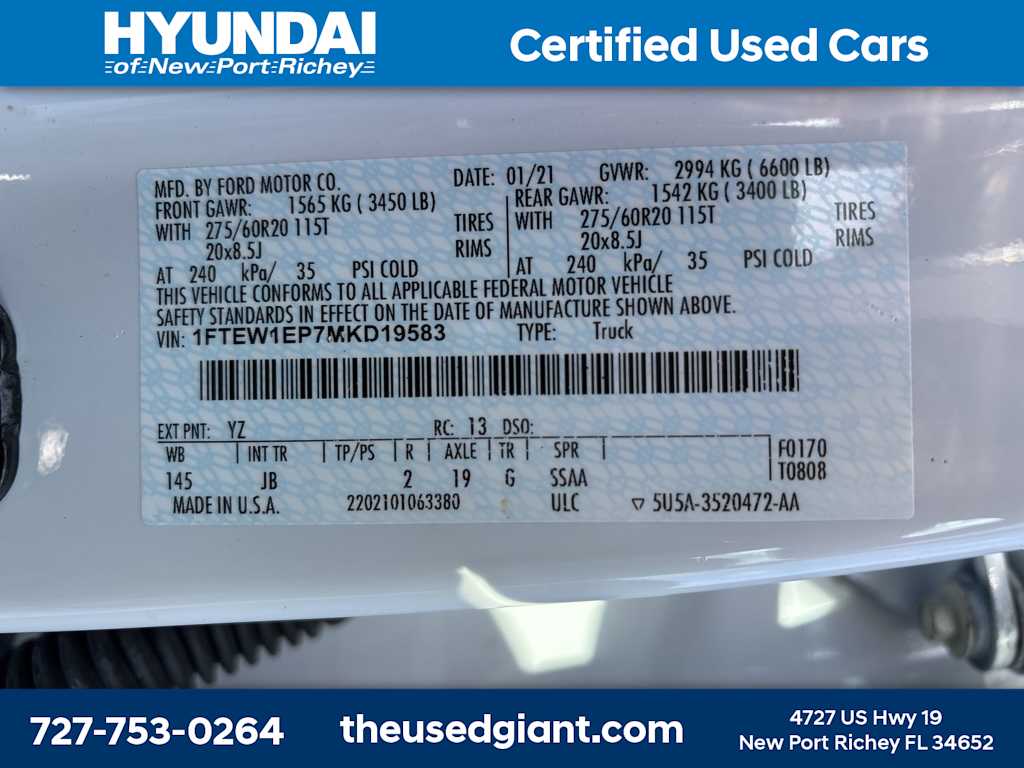 HYUNDAI
of New Port Richey
Certified Used Cars
MFD. BY FORD MOTOR CO. DATE: 01/21 GVWR: 2994 KG ( 6600 LB)
FRONT GAWR: 1565 KG ( 3450 LB) REAR GAWR: 1542 KG ( 3400 LB)
WITH 275/60R20 115T TIRES WITH 275/60R20 115T TIRES
20x8.5J RIMS 20x8.5J RIMS
AT 240 kPa/ 35 PSI COLD AT 240 kPa/ 35 PSI COLD
THIS VEHICLE CONFORMS TO ALL APPLICABLE FEDERAL MOTOR VEHICLE
SAFETY STANDARDS IN EFFECT ON THE DATE OF MANUFACTURE SHOWN ABOVE.
VIN: 1FTEW1EP7MKD19583 TYPE: Truck
EXT PNT: YZ RC: 13 DSO:
WB INT TR TP/PS R AXLE TR SPR F0170
145 JB 2 19 G SSAA T0808
MADE IN U.S.A. 2202101063380 ULC ▽ 5U5A-3520472-AA
727-753-0264
theusedgiant.com
4727 US Hwy 19
New Port Richey FL 34652